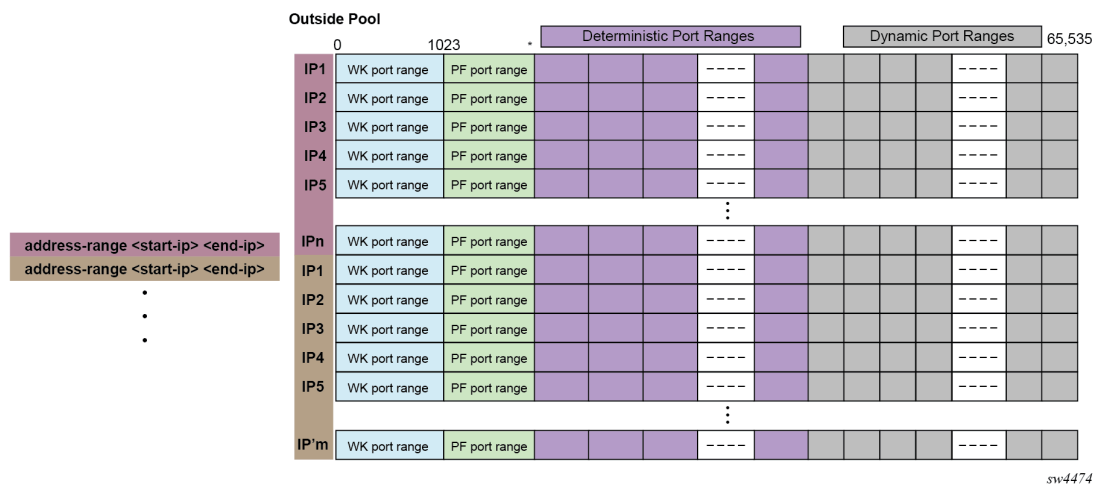 Outside Pool
0 1023 * Deterministic Port Ranges Dynamic Port Ranges 65,535
IP1 WK port range PF port range ---- ----
IP2 WK port range PF port range ---- ----
IP3 WK port range PF port range ---- ----
IP4 WK port range PF port range ---- ----
IP5 WK port range PF port range ---- ----
IPn WK port range PF port range ---- ----
address-range <start-ip> <end-ip>
address-range <start-ip> <end-ip>
IP1 WK port range PF port range ---- ----
IP2 WK port range PF port range ---- ----
IP3 WK port range PF port range ---- ----
IP4 WK port range PF port range ---- ----
IP5 WK port range PF port range ---- ----
IP'm WK port range PF port range ---- ----
sw4474